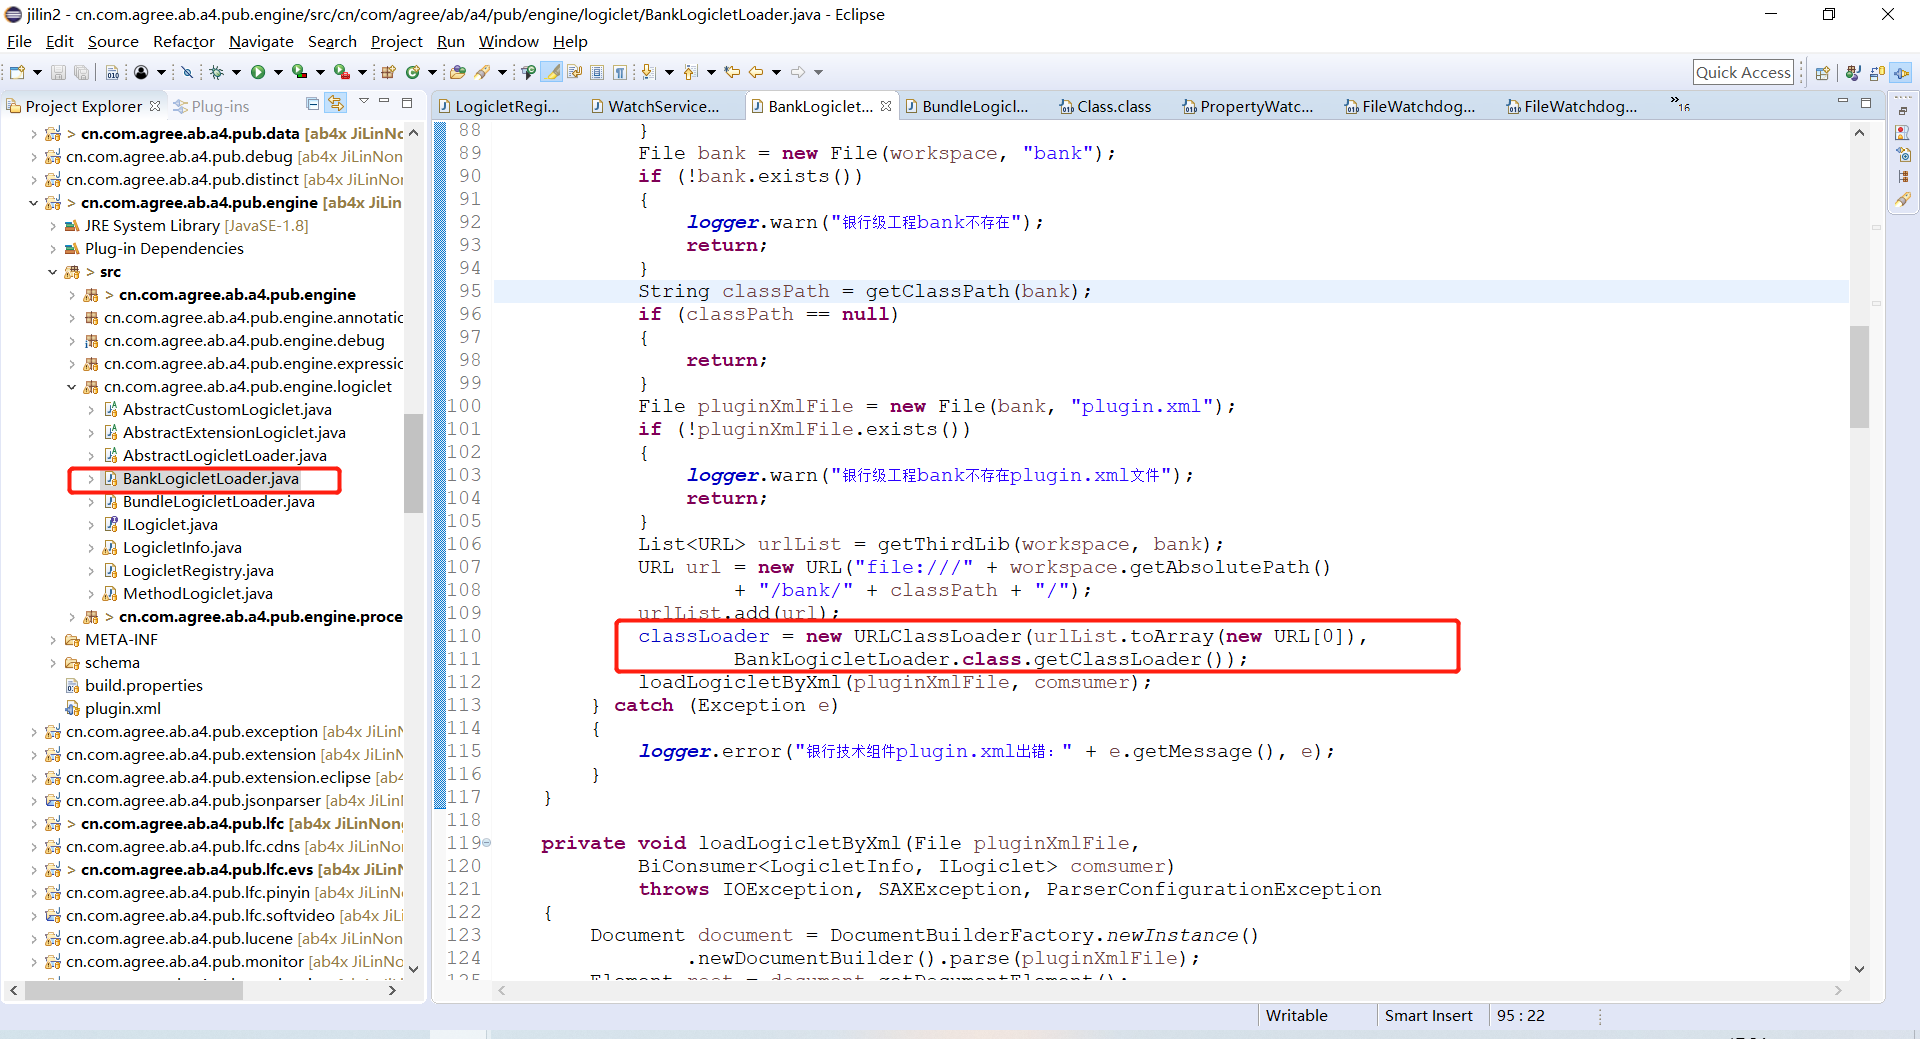 jilin2 - cn.com.agree.ab.a4.pub.engine/src/cn/com/agree/ab/a4/pub/engine/logiclet/BankLogicletLoader.java - Eclipse
File Edit Source Refactor Navigate Search Project Run Window Help
Quick Access
Project Explorer Plug-ins
> cn.com.agree.ab.a4.pub.data [ab4x JiLinNo
cn.com.agree.ab.a4.pub.debug [ab4x JiLinNon
cn.com.agree.ab.a4.pub.distinct [ab4x JiLinNon
> cn.com.agree.ab.a4.pub.engine [ab4x JiLin
JRE System Library [JavaSE-1.8]
Plug-in Dependencies
> src
> cn.com.agree.ab.a4.pub.engine
cn.com.agree.ab.a4.pub.engine.annotatic
cn.com.agree.ab.a4.pub.engine.debug
cn.com.agree.ab.a4.pub.engine.expressic
cn.com.agree.ab.a4.pub.engine.logiclet
AbstractCustomLogiclet.java
AbstractExtensionLogiclet.java
AbstractLogicletLoader.java
BankLogicletLoader.java
BundleLogicletLoader.java
ILogiclet.java
LogicletInfo.java
LogicletRegistry.java
MethodLogiclet.java
> cn.com.agree.ab.a4.pub.engine.proce
META-INF
schema
build.properties
plugin.xml
cn.com.agree.ab.a4.pub.exception [ab4x JiLinN
cn.com.agree.ab.a4.pub.extension [ab4x JiLinN
cn.com.agree.ab.a4.pub.extension.eclipse [ab4
cn.com.agree.ab.a4.pub.jsonparser [ab4x JiLinI
> cn.com.agree.ab.a4.pub.lfc [ab4x JiLinNong
cn.com.agree.ab.a4.pub.lfc.cdns [ab4x JiLinNo
> cn.com.agree.ab.a4.pub.lfc.evs [ab4x JiLinN
cn.com.agree.ab.a4.pub.lfc.pinyin [ab4x JiLinN
cn.com.agree.ab.a4.pub.lfc.softvideo [ab4x JiLi
cn.com.agree.ab.a4.pub.lucene [ab4x JiLinNon
cn.com.agree.ab.a4.pub.monitor [ab4x JiLinNo
LogicletRegi... WatchService... BankLogiclet... BundleLogicl... Class.class PropertyWatc... FileWatchdog... FileWatchdog... »16
88 }
89 File bank = new File(workspace, "bank");
90 if (!bank.exists())
91 {
92 logger.warn("银行级工程bank不存在");
93 return;
94 }
95 String classPath = getClassPath(bank);
96 if (classPath == null)
97 {
98 return;
99 }
100 File pluginXmlFile = new File(bank, "plugin.xml");
101 if (!pluginXmlFile.exists())
102 {
103 logger.warn("银行级工程bank不存在plugin.xml文件");
104 return;
105 }
106 List<URL> urlList = getThirdLib(workspace, bank);
107 URL url = new URL("file:///" + workspace.getAbsolutePath()
108 + "/bank/" + classPath + "/");
109 urlList.add(url);
110 classLoader = new URLClassLoader(urlList.toArray(new URL[0]),
111 BankLogicletLoader.class.getClassLoader());
112 loadLogicletByXml(pluginXmlFile, comsumer);
113 } catch (Exception e)
114 {
115 logger.error("银行技术组件plugin.xml出错：" + e.getMessage(), e);
116 }
117 }
118
119 private void loadLogicletByXml(File pluginXmlFile,
120 BiConsumer<LogicletInfo, ILogiclet> comsumer)
121 throws IOException, SAXException, ParserConfigurationException
122 {
123 Document document = DocumentBuilderFactory.newInstance()
124 .newDocumentBuilder().parse(pluginXmlFile);
125 Element root = document.getDocumentElement();
Writable Smart Insert 95 : 22